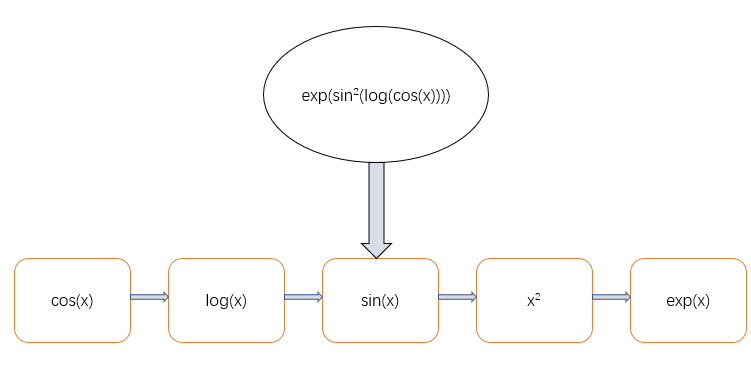 exp(sin²(log(cos(x))))
cos(x)
log(x)
sin(x)
x²
exp(x)